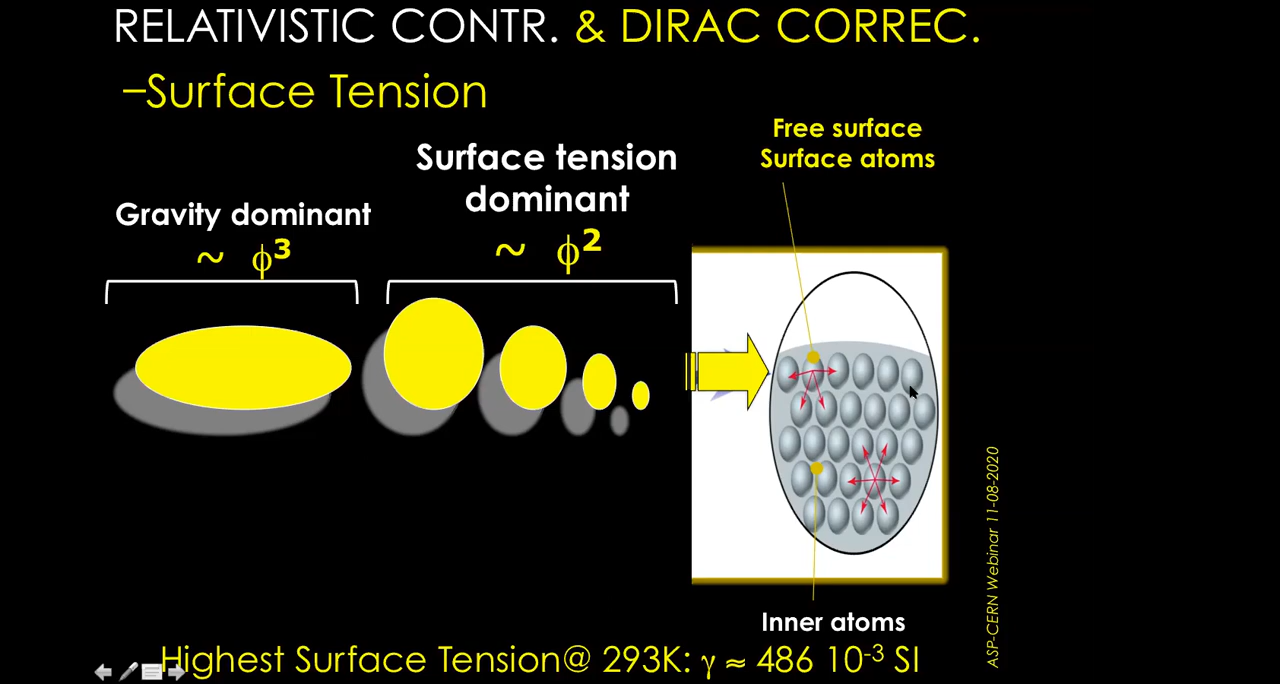 RELATIVISTIC CONTR. & DIRAC CORREC.
–Surface Tension
Gravity dominant
~ ϕ³
Surface tension
dominant
~ ϕ²
Free surface
Surface atoms
Inner atoms
Highest Surface Tension@ 293K: γ ≈ 486 10⁻³ SI
ASP-CERN Webinar 11-08-2020